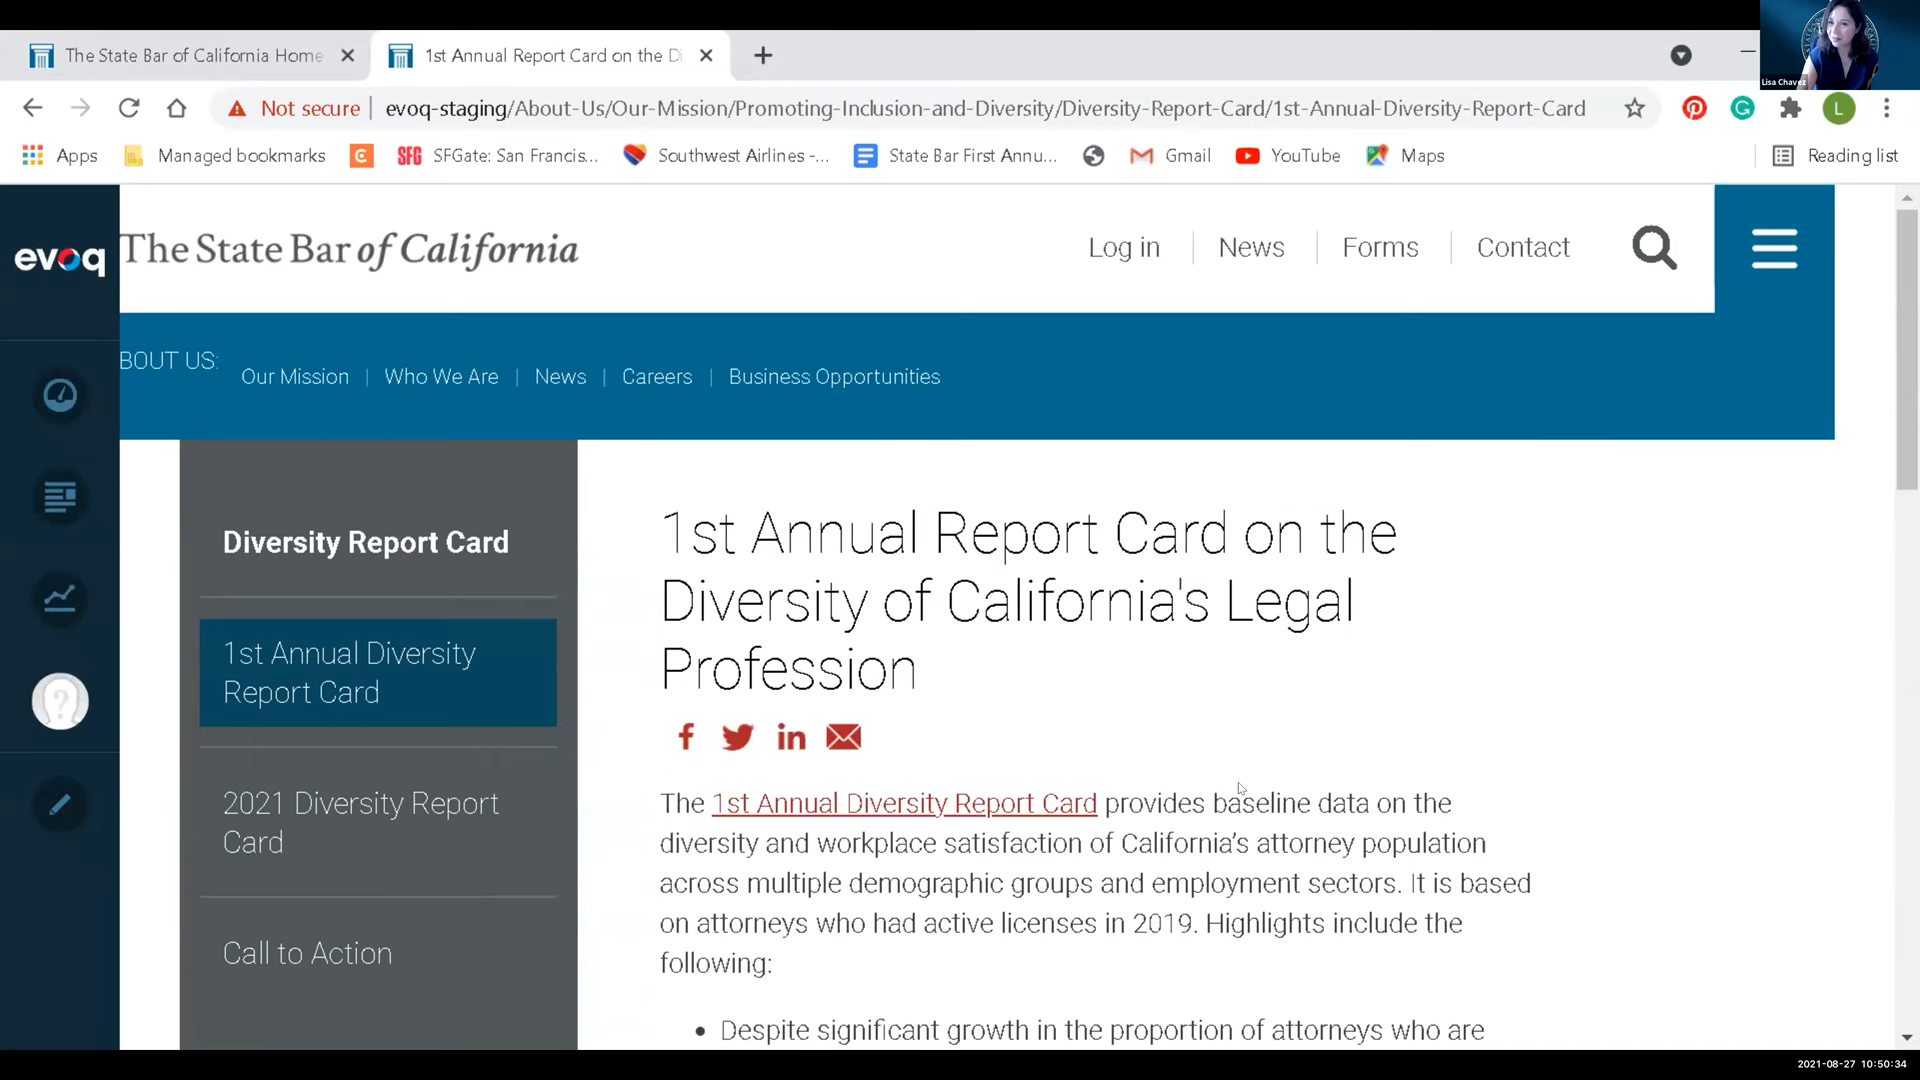 The State Bar of California Home
1st Annual Report Card on the D
Lisa Chavez
Not secure | evoq-staging/About-Us/Our-Mission/Promoting-Inclusion-and-Diversity/Diversity-Report-Card/1st-Annual-Diversity-Report-Card
L
Apps Managed bookmarks SFG SFGate: San Francis... Southwest Airlines -... State Bar First Annu... Gmail YouTube Maps Reading list
evoq
The State Bar of California
Log in News Forms Contact
BOUT US:
Our Mission | Who We Are | News | Careers | Business Opportunities
Diversity Report Card
1st Annual Diversity
Report Card
2021 Diversity Report
Card
Call to Action
1st Annual Report Card on the
Diversity of California's Legal
Profession
The 1st Annual Diversity Report Card provides baseline data on the
diversity and workplace satisfaction of California’s attorney population
across multiple demographic groups and employment sectors. It is based
on attorneys who had active licenses in 2019. Highlights include the
following:
• Despite significant growth in the proportion of attorneys who are
2021-08-27 10:50:34